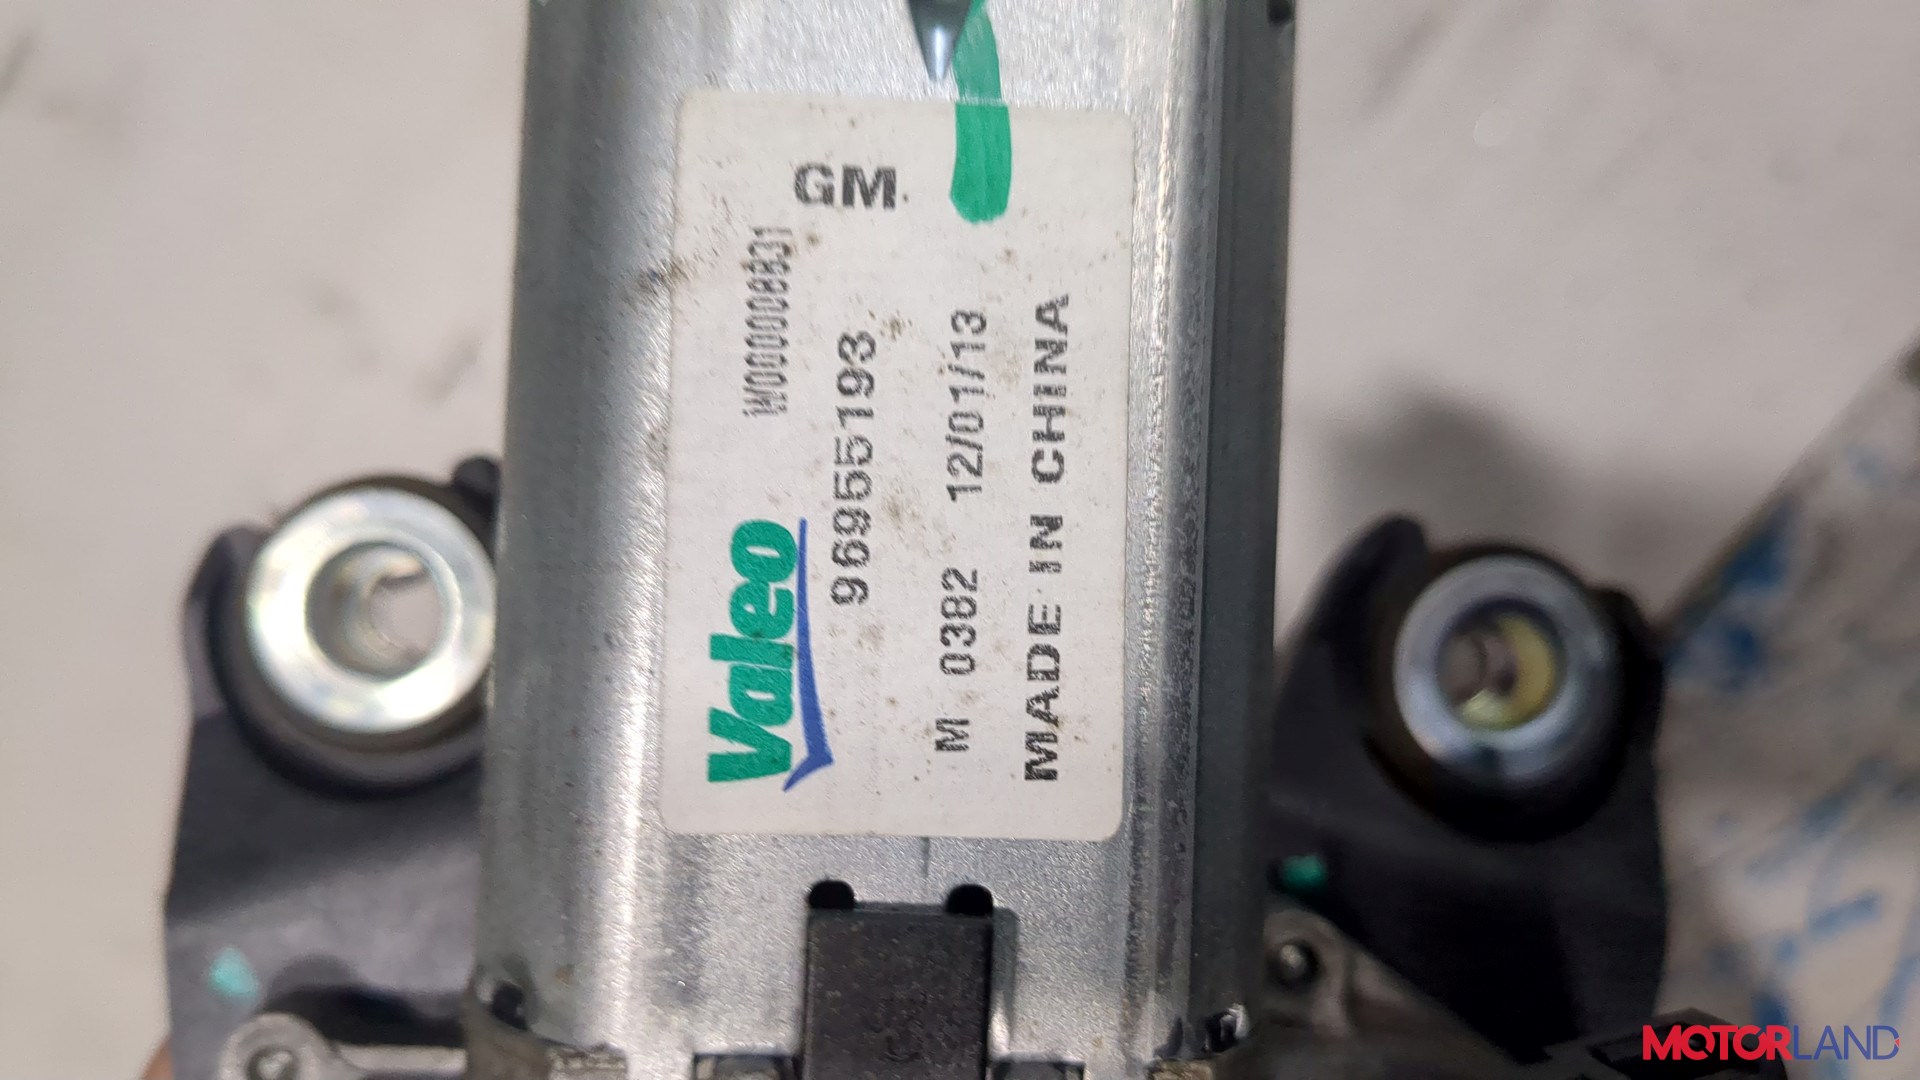 GM
W000008831
Valeo
96955193
M 0382 12/01/13
MADE IN CHINA
MOTORLAND